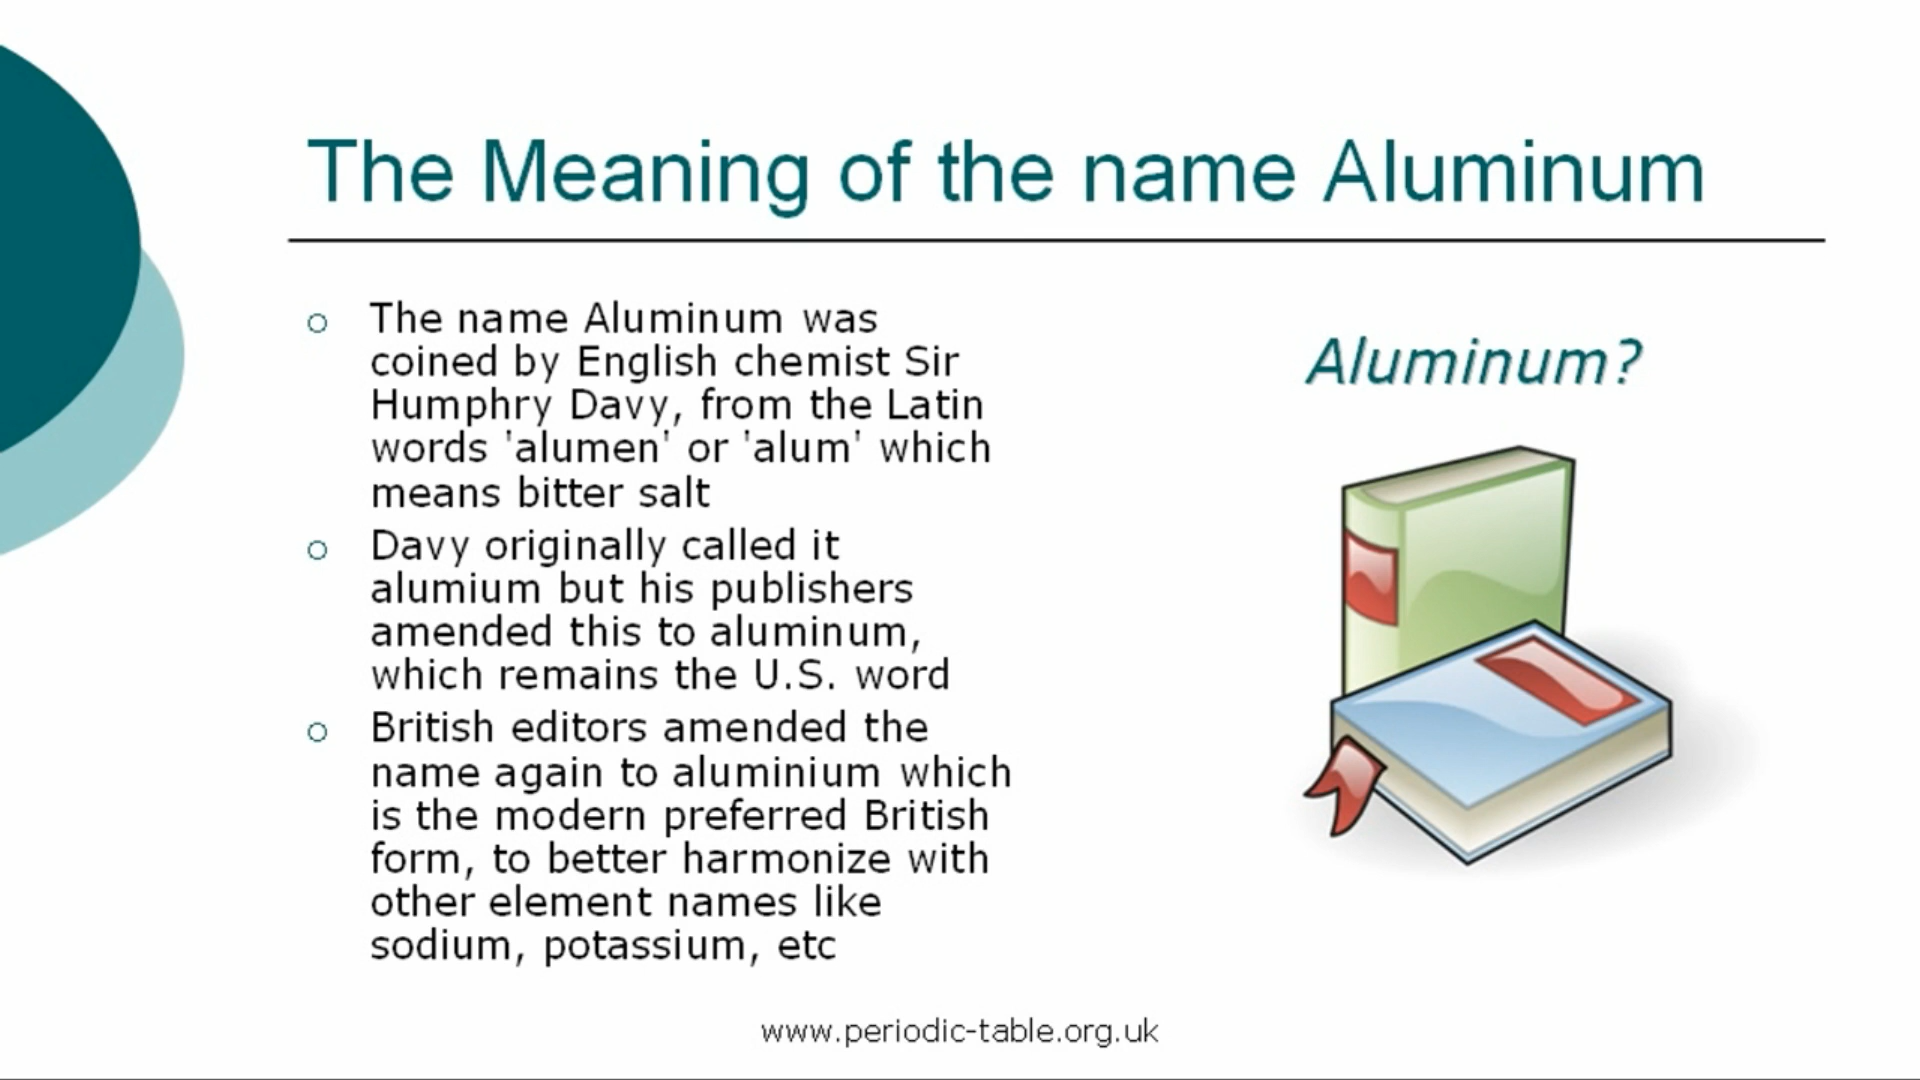 The Meaning of the name Aluminum
The name Aluminum was
coined by English chemist Sir
Humphry Davy, from the Latin
words 'alumen' or 'alum' which
means bitter salt
Davy originally called it
alumium but his publishers
amended this to aluminum,
which remains the U.S. word
British editors amended the
name again to aluminium which
is the modern preferred British
form, to better harmonize with
other element names like
sodium, potassium, etc
Aluminum?
www.periodic-table.org.uk